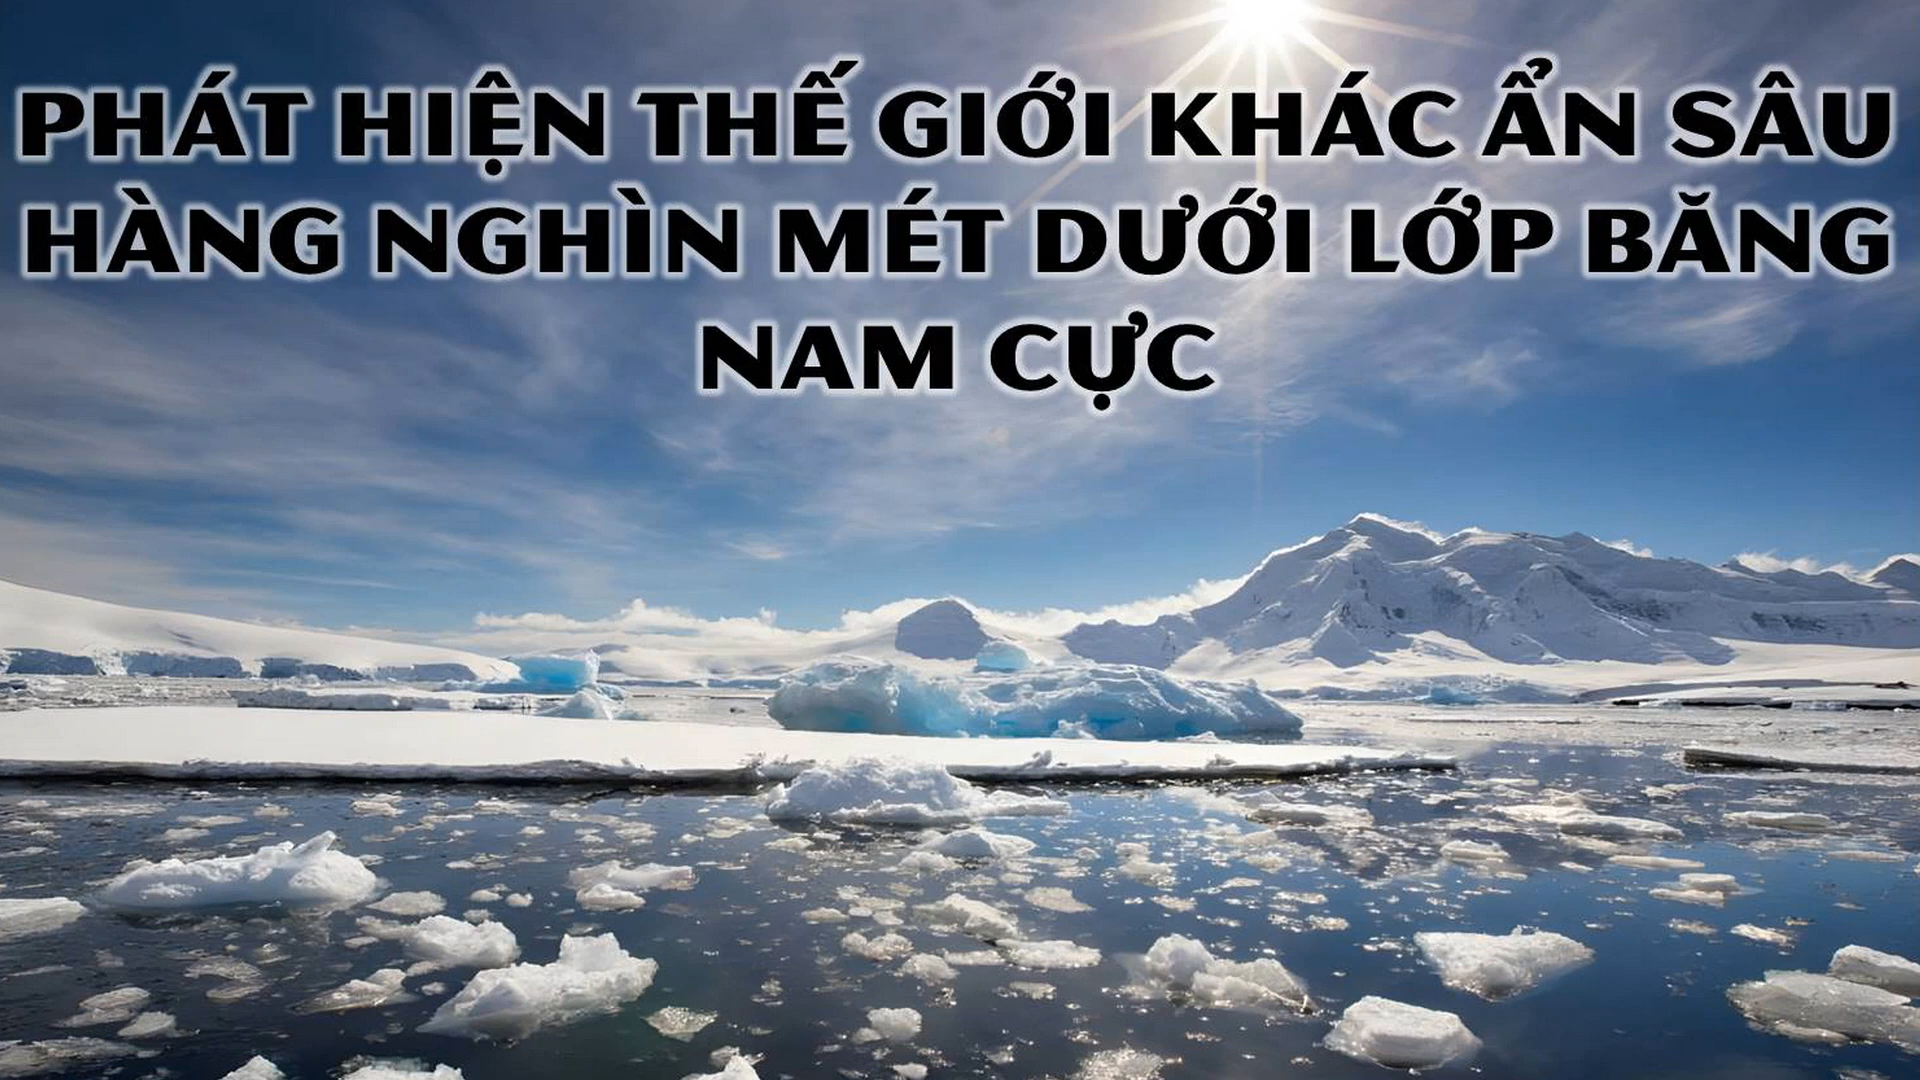 PHÁT HIỆN THẾ GIỚI KHÁC ẨN SÂU
HÀNG NGHÌN MÉT DƯỚI LỚP BĂNG
NAM CỰC